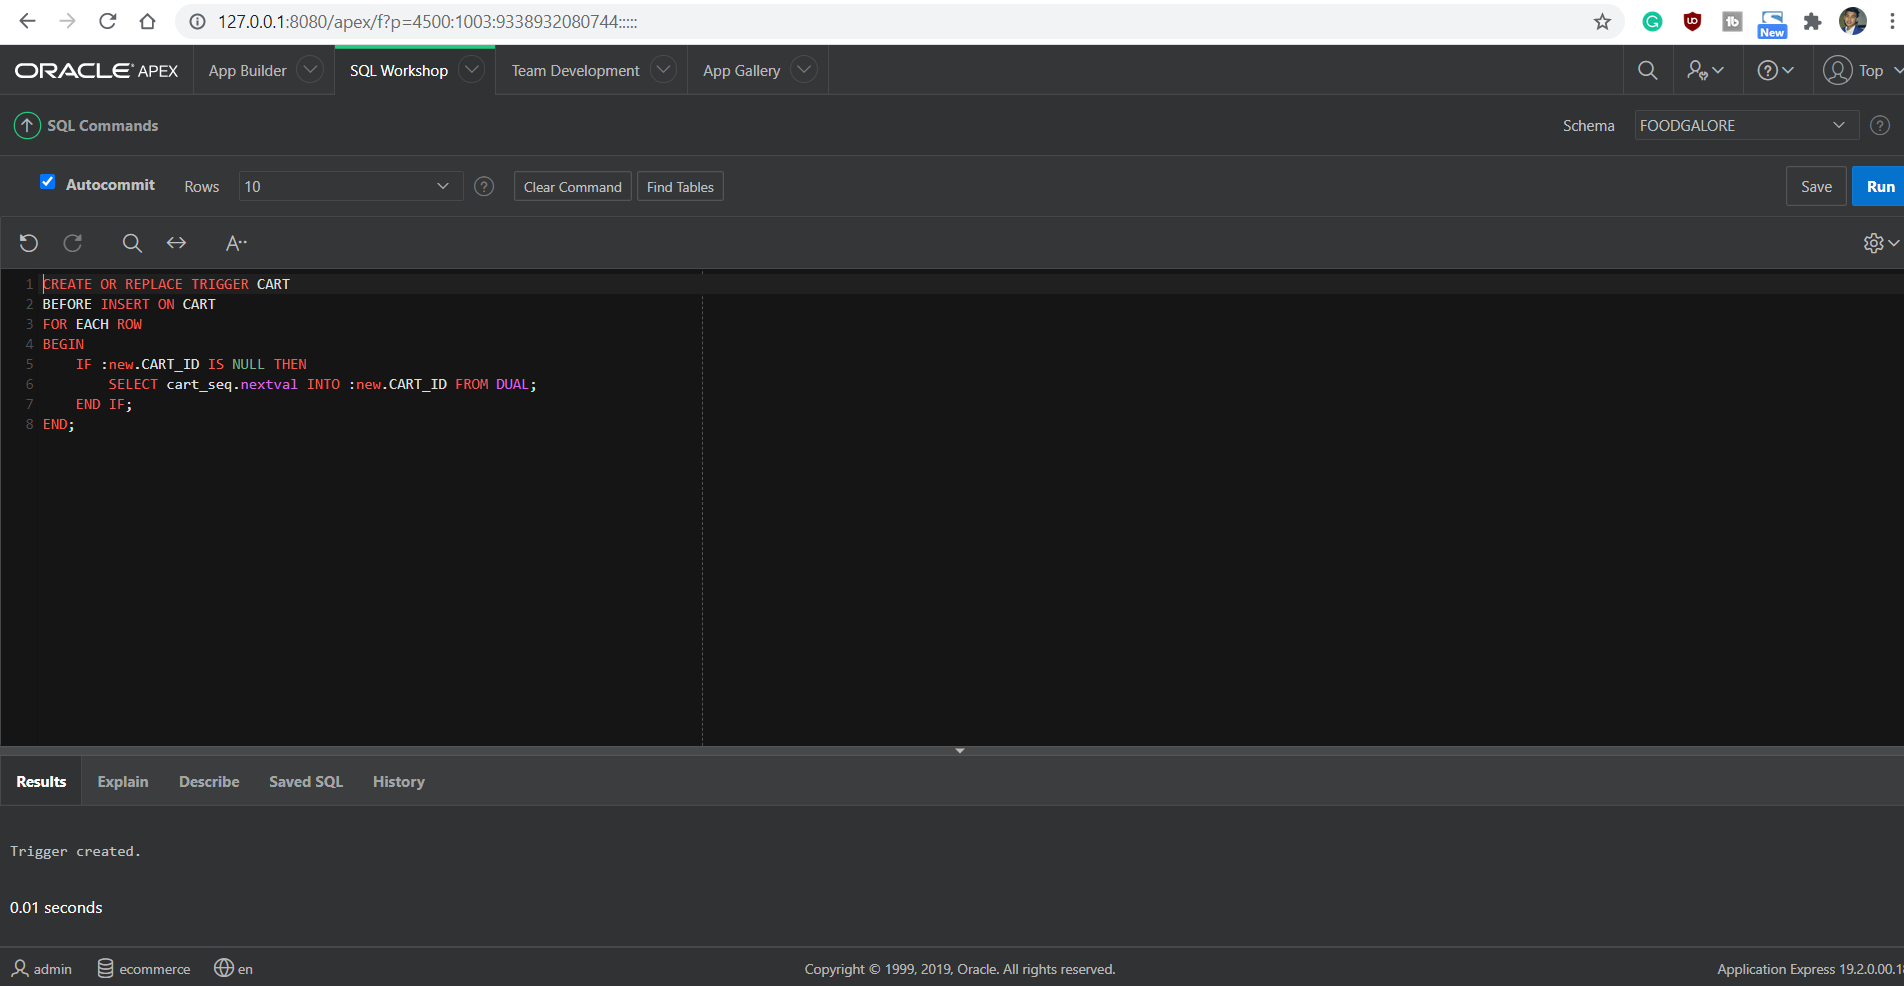 127.0.0.1:8080/apex/f?p=4500:1003:9338932080744:::::
New
ORACLE APEX App Builder SQL Workshop Team Development App Gallery Top
SQL Commands Schema FOODGALORE
Autocommit Rows 10 Clear Command Find Tables Save Run
A
1 CREATE OR REPLACE TRIGGER CART
2 BEFORE INSERT ON CART
3 FOR EACH ROW
4 BEGIN
5 IF :new.CART_ID IS NULL THEN
6 SELECT cart_seq.nextval INTO :new.CART_ID FROM DUAL;
7 END IF;
8 END;
Results Explain Describe Saved SQL History
Trigger created.
0.01 seconds
admin ecommerce en Copyright © 1999, 2019, Oracle. All rights reserved. Application Express 19.2.0.00.1